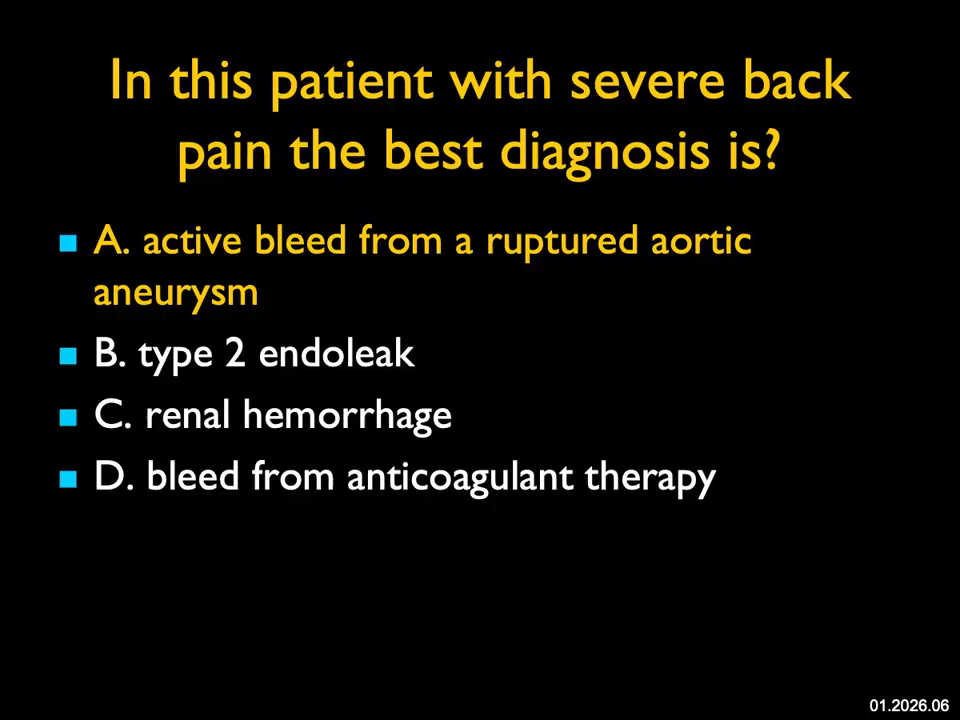 In this patient with severe back
pain the best diagnosis is?
A. active bleed from a ruptured aortic
aneurysm
B. type 2 endoleak
C. renal hemorrhage
D. bleed from anticoagulant therapy
01.2026.06